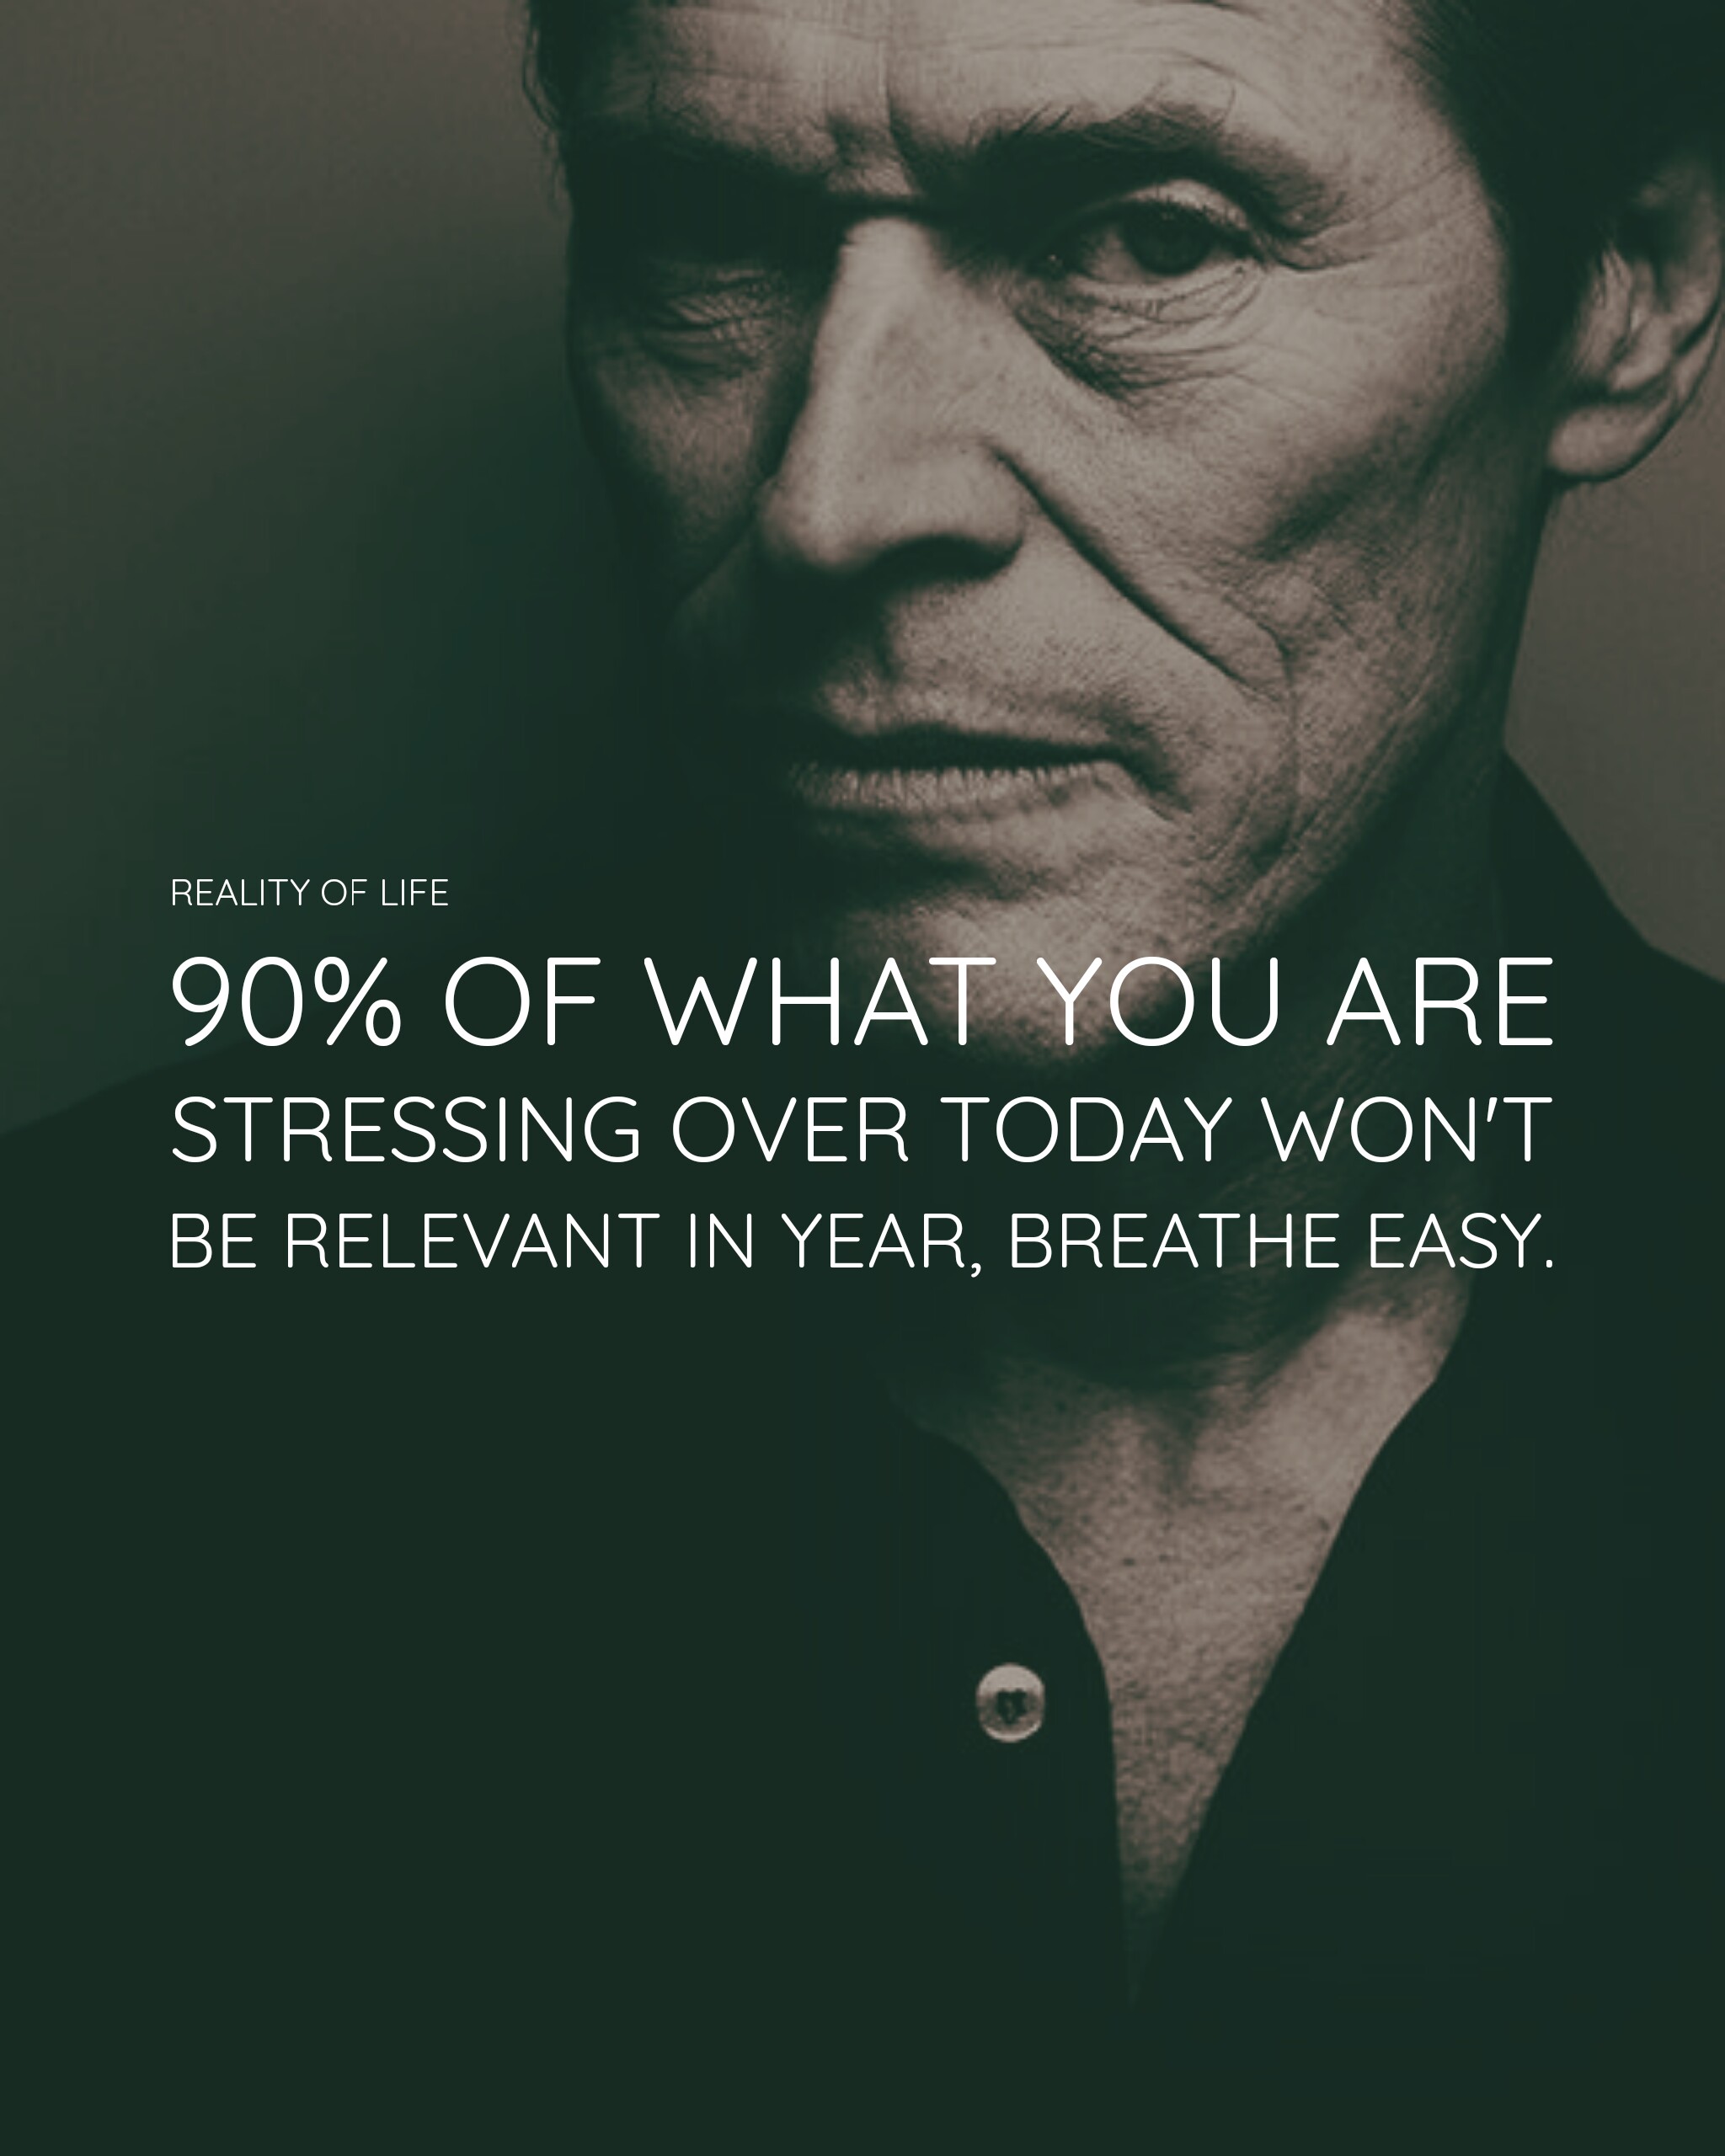 REALITY OF LIFE
90% OF WHAT YOU ARE
STRESSING OVER TODAY WON'T
BE RELEVANT IN YEAR, BREATHE EASY.